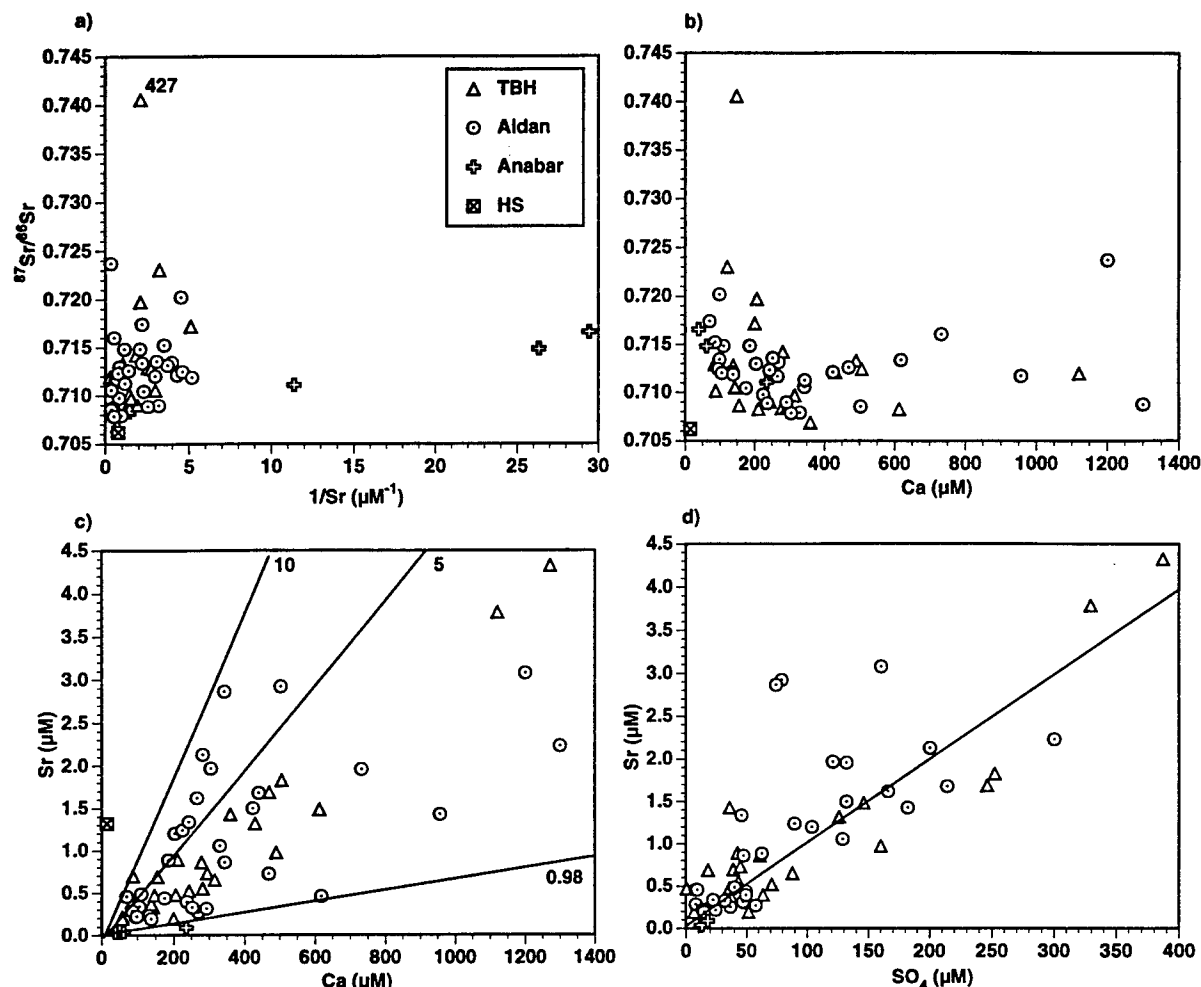 a)
0.745
0.740
0.735
0.730
0.725
0.720
0.715
0.710
0.705
⁸⁷Sr/⁸⁶Sr
427
TBH
Aldan
Anabar
HS
0 5 10 15 20 25 30
1/Sr (µM⁻¹)
b)
0.745
0.740
0.735
0.730
0.725
0.720
0.715
0.710
0.705
0 200 400 600 800 1000 1200 1400
Ca (µM)
c)
4.5
4.0
3.5
3.0
2.5
2.0
1.5
1.0
0.5
0.0
Sr (µM)
10
5
0.98
0 200 400 600 800 1000 1200 1400
Ca (µM)
d)
4.5
4.0
3.5
3.0
2.5
2.0
1.5
1.0
0.5
0
Sr (µM)
0 50 100 150 200 250 300 350 400
SO₄ (µM)